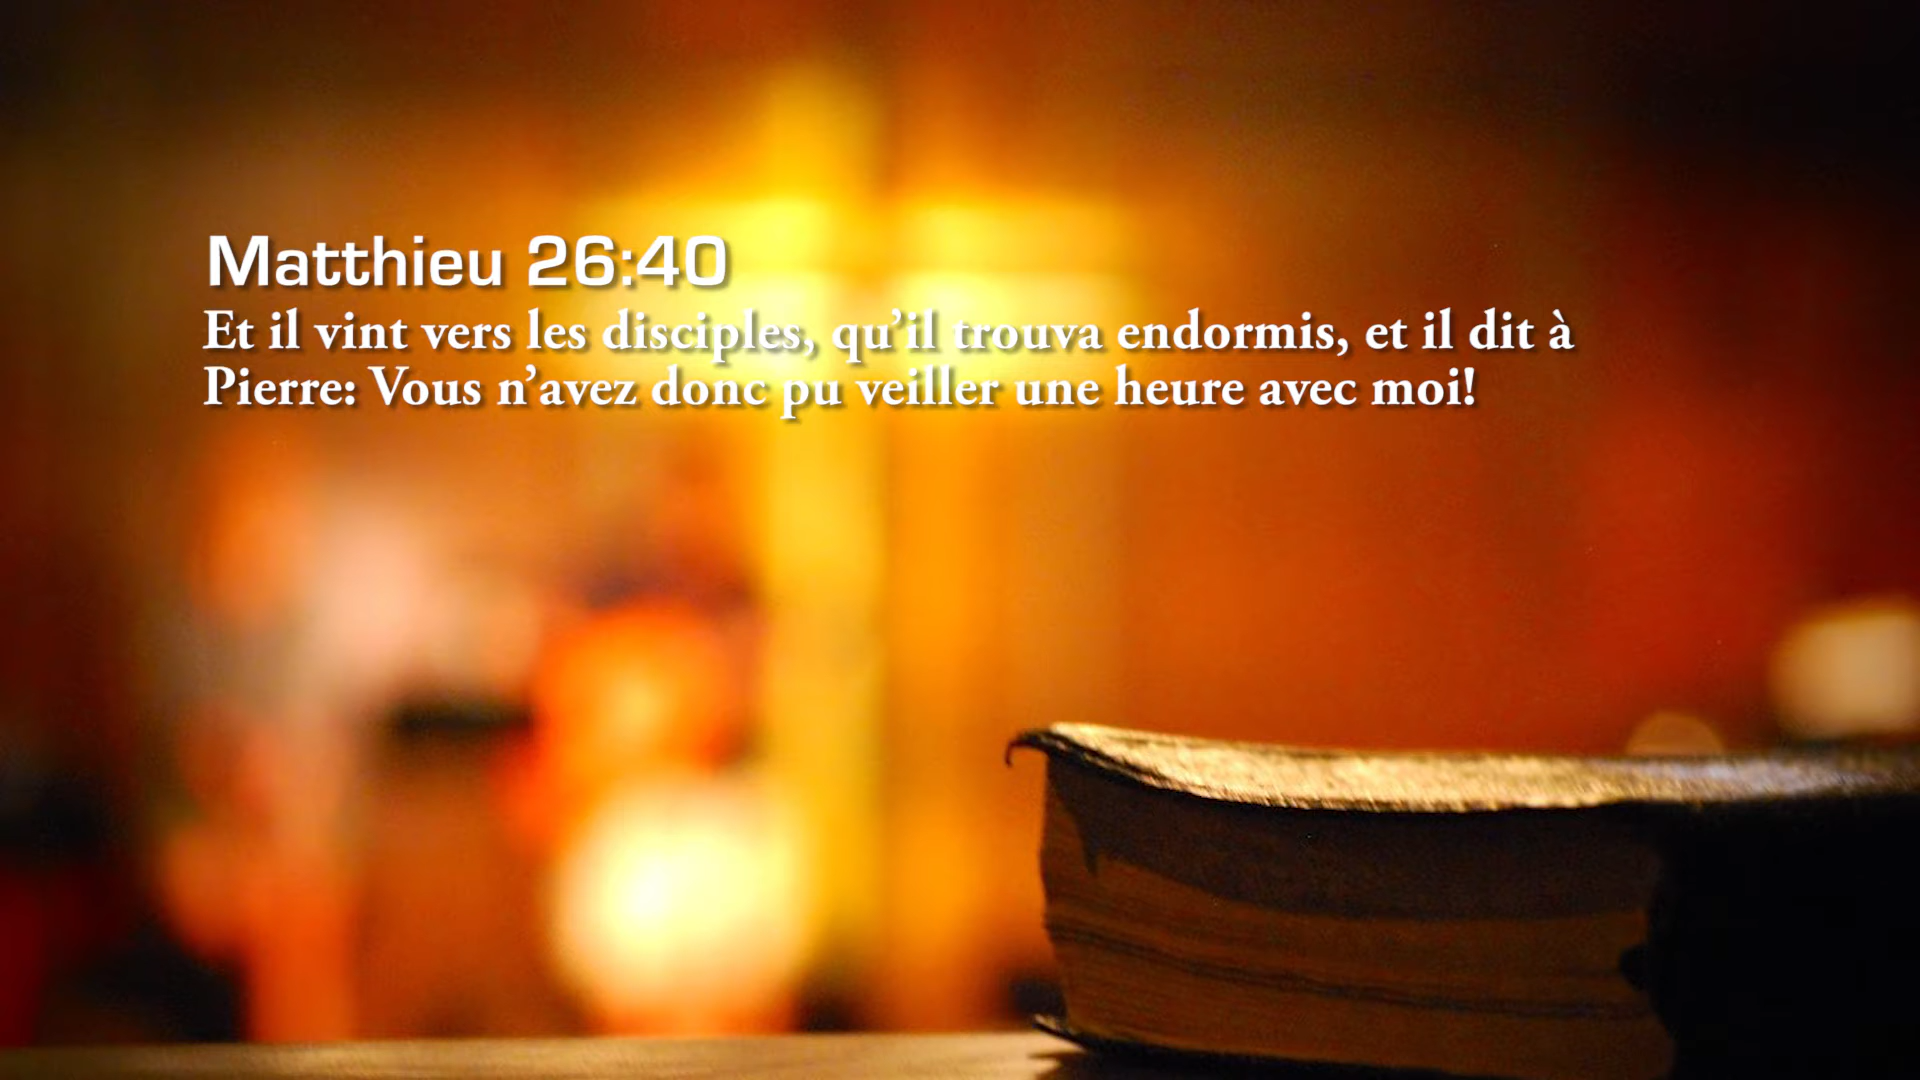 Matthieu 26:40
Et il vint vers les disciples, qu’il trouva endormis, et il dit à
Pierre: Vous n’avez donc pu veiller une heure avec moi!